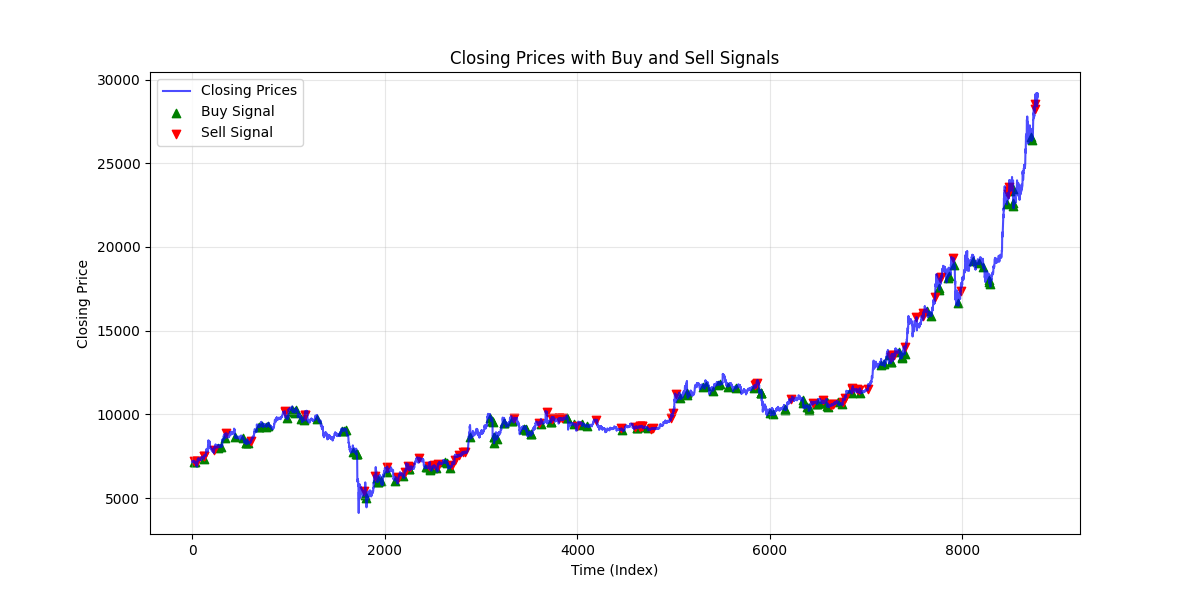 Closing Prices with Buy and Sell Signals
Closing Prices
Buy Signal
Sell Signal
30000
25000
20000
15000
10000
5000
Closing Price
0 2000 4000 6000 8000
Time (Index)